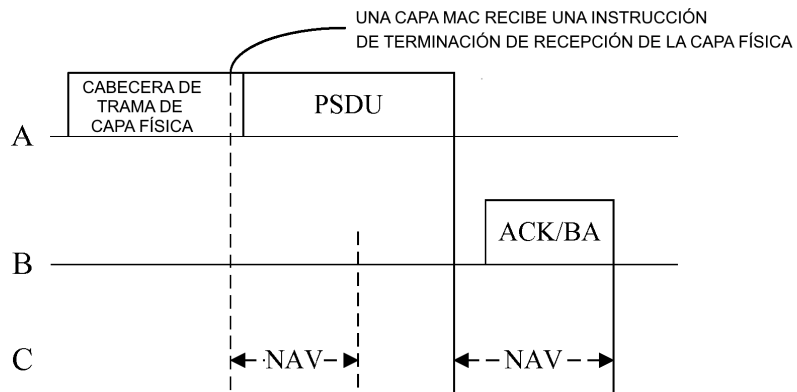 UNA CAPA MAC RECIBE UNA INSTRUCCIÓN
DE TERMINACIÓN DE RECEPCIÓN DE LA CAPA FÍSICA
CABECERA DE
TRAMA DE
CAPA FÍSICA
PSDU
A
ACK/BA
B
C
NAV
NAV